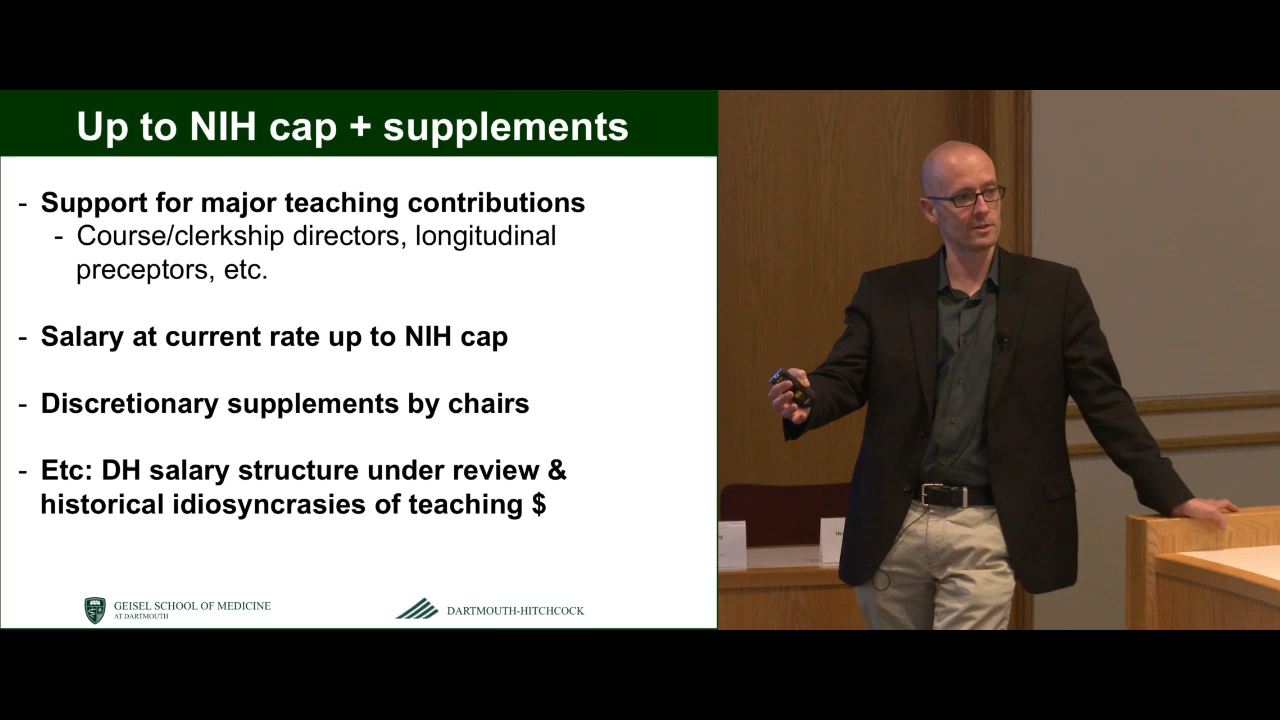 Up to NIH cap + supplements
- Support for major teaching contributions
- Course/clerkship directors, longitudinal
preceptors, etc.
- Salary at current rate up to NIH cap
- Discretionary supplements by chairs
- Etc: DH salary structure under review &
historical idiosyncrasies of teaching $
GEISEL SCHOOL OF MEDICINE
AT DARTMOUTH
DARTMOUTH-HITCHCOCK